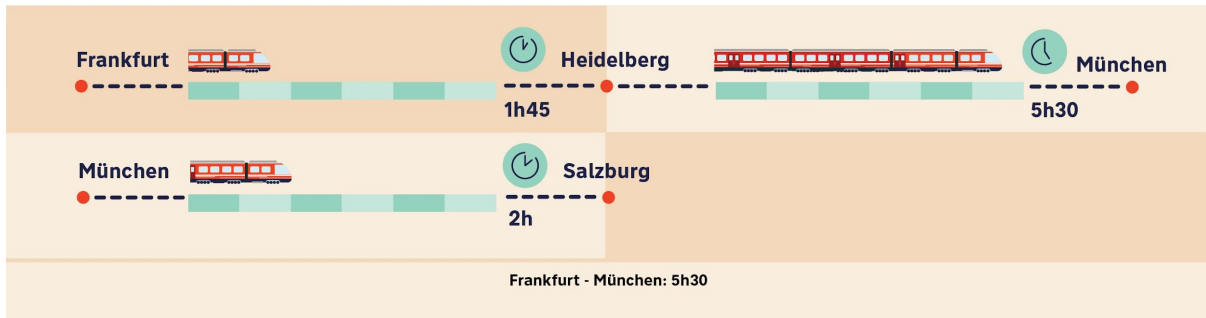 Frankfurt
Heidelberg
München
1h45
5h30
München
Salzburg
2h
Frankfurt - München: 5h30